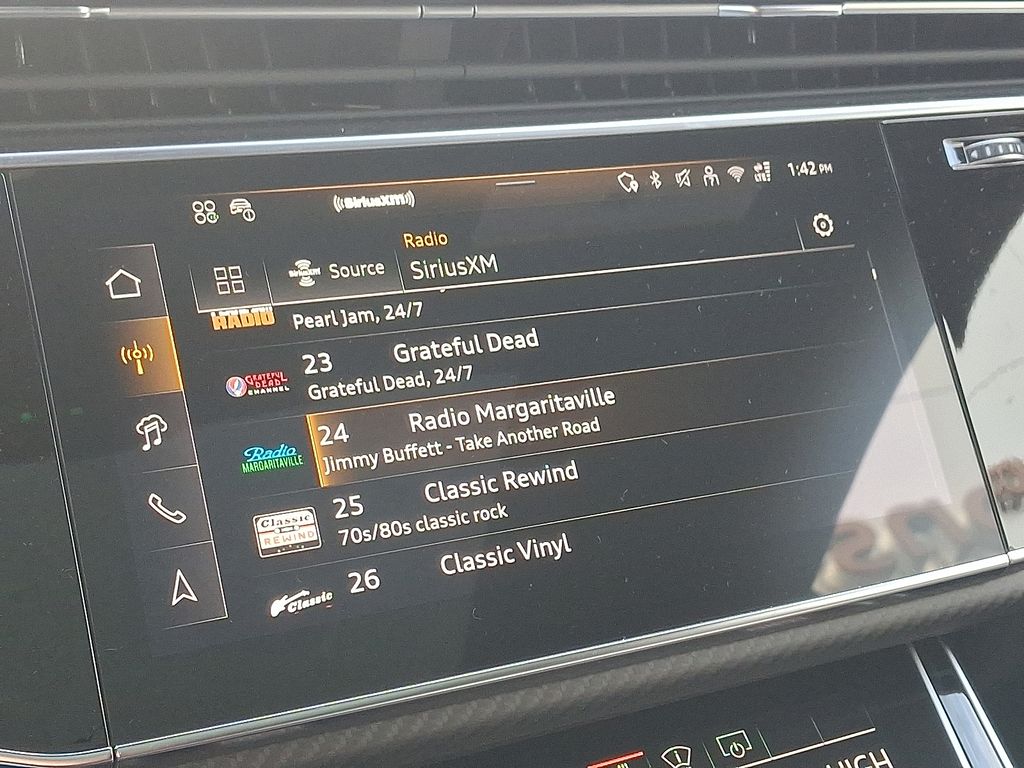 SiriusXM
1:42 PM
Radio
SiriusXM
Source
SiriusXM
RADIO
Pearl Jam, 24/7
23
Grateful Dead
GRATEFUL DEAD CHANNEL
Grateful Dead, 24/7
24
Radio Margaritaville
Radio
MARGARITAVILLE
Jimmy Buffett - Take Another Road
25
Classic Rewind
Classic
REWIND
70s/80s classic rock
26
Classic Vinyl
Classic
HIGH